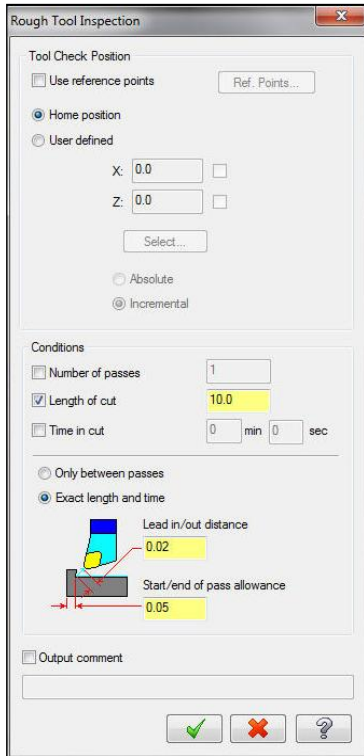 Rough Tool Inspection
Tool Check Position
Use reference points
Ref. Points...
Home position
User defined
X: 0.0
Z: 0.0
Select...
Absolute
Incremental
Conditions
Number of passes 1
Length of cut 10.0
Time in cut 0 min 0 sec
Only between passes
Exact length and time
Lead in/out distance
0.02
Start/end of pass allowance
0.05
Output comment